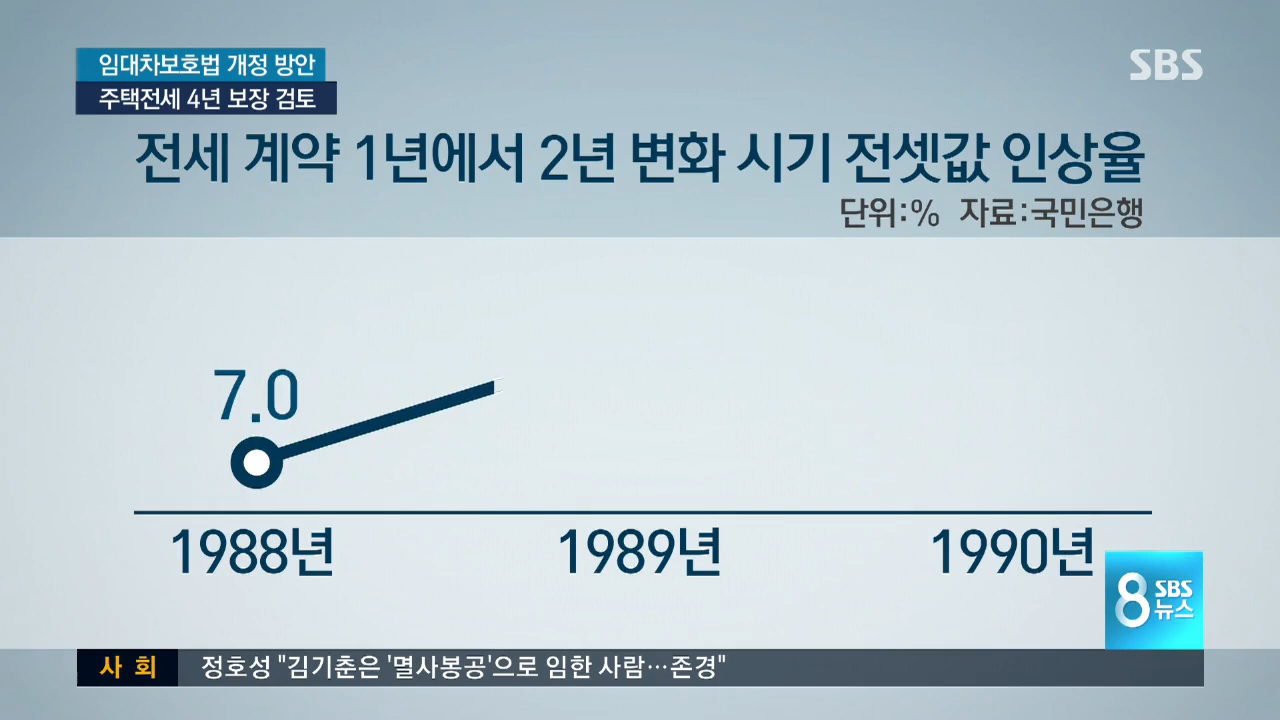 임대차보호법 개정 방안
SBS
주택전세 4년 보장 검토
전세 계약 1년에서 2년 변화 시기 전셋값 인상율
단위:% 자료:국민은행
7.0
1988년 1989년 1990년
8 SBS 뉴스
사 회 정호성 "김기춘은 '멸사봉공'으로 임한 사람…존경"